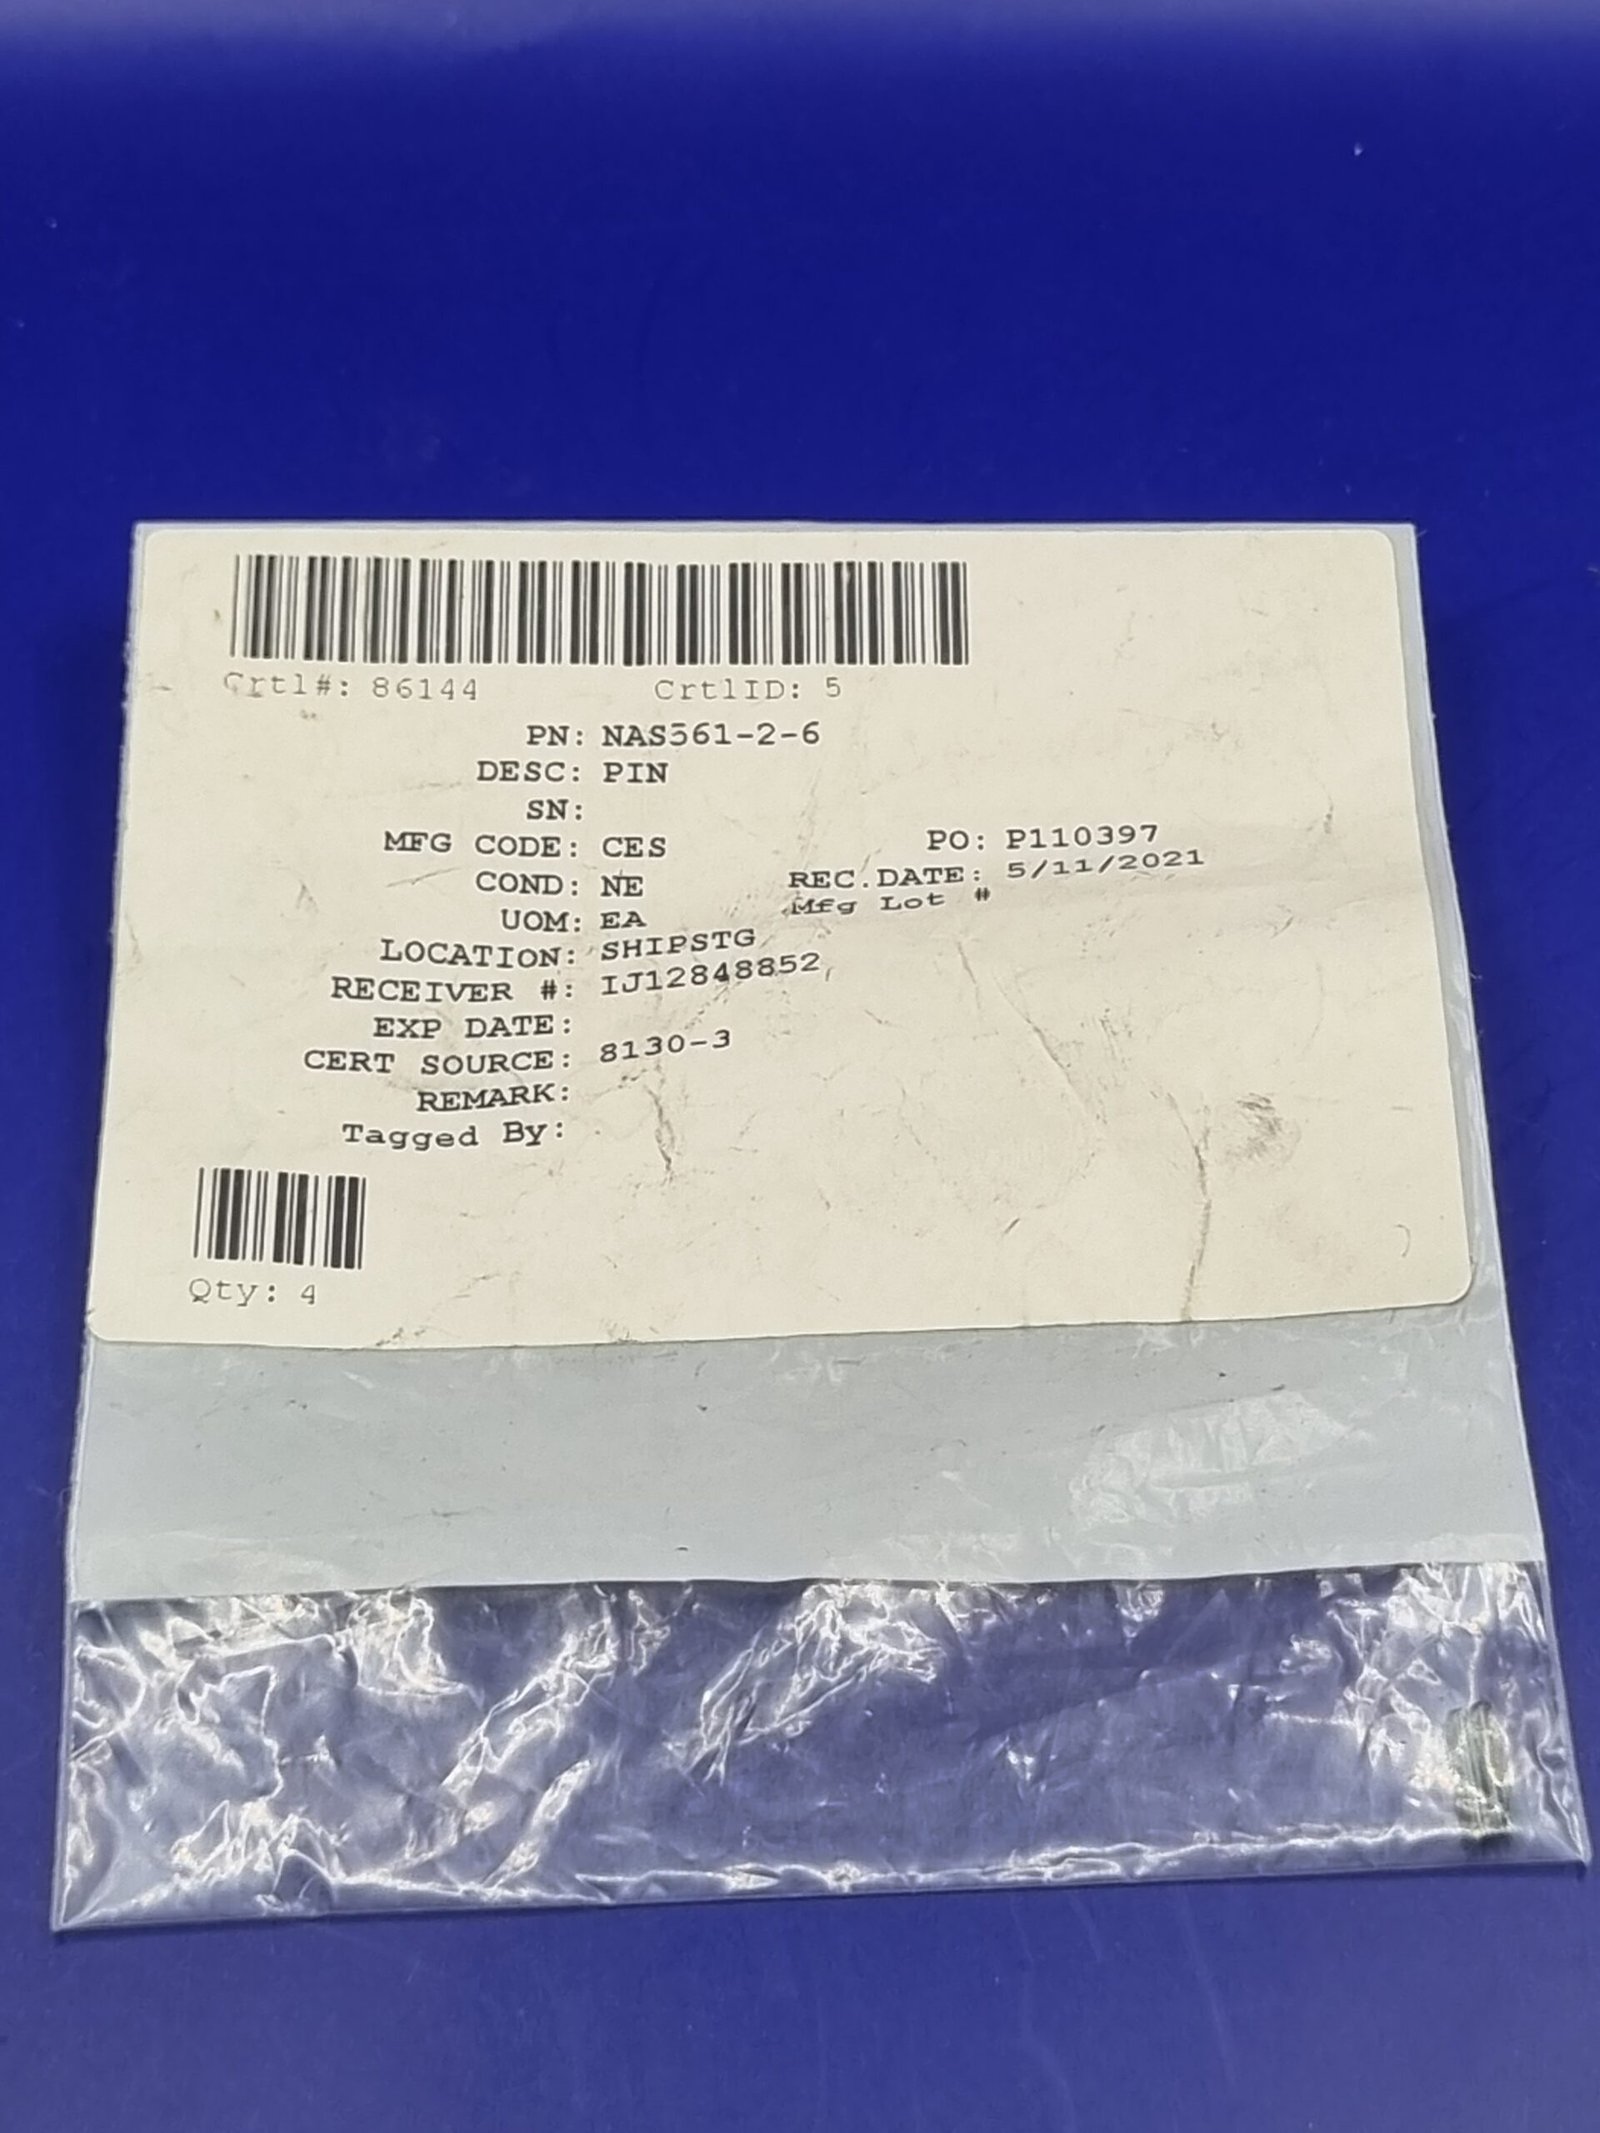 Crtl#: 86144 CrtlID: 5
PN: NAS561-2-6
DESC: PIN
SN:
MFG CODE: CES PO: P110397
COND: NE REC.DATE: 5/11/2021
UOM: EA Mfg Lot #
LOCATION: SHIPSTG
RECEIVER #: IJ12848852
EXP DATE:
CERT SOURCE: 8130-3
REMARK:
Tagged By:
Qty: 4